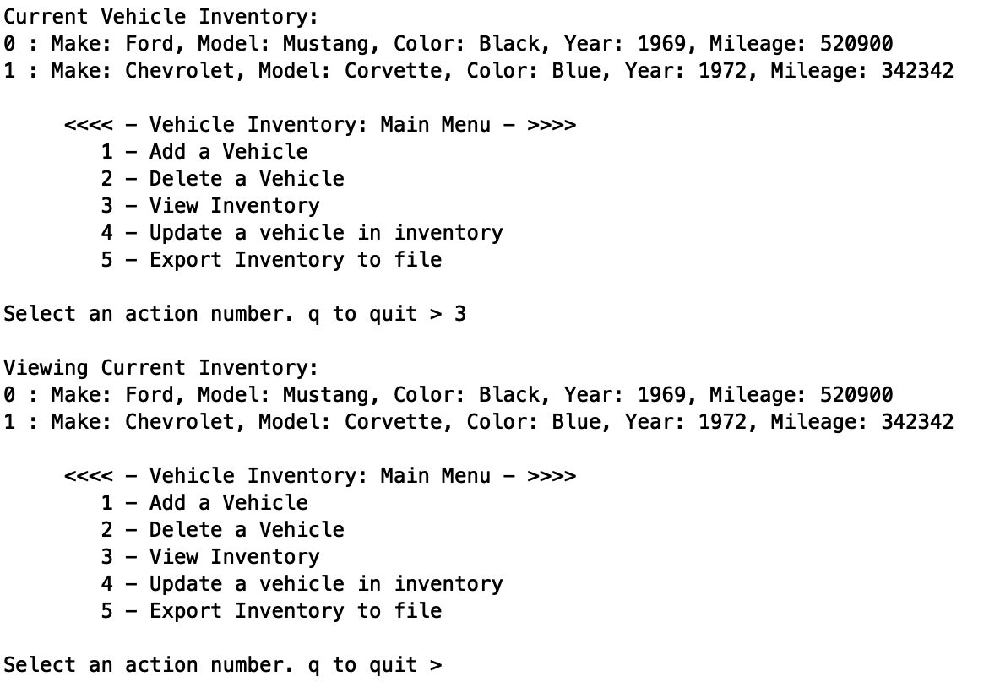 Current Vehicle Inventory:
0 : Make: Ford, Model: Mustang, Color: Black, Year: 1969, Mileage: 520900
1 : Make: Chevrolet, Model: Corvette, Color: Blue, Year: 1972, Mileage: 342342
<<<< – Vehicle Inventory: Main Menu – >>>>
1 – Add a Vehicle
2 – Delete a Vehicle
3 – View Inventory
4 – Update a vehicle in inventory
5 – Export Inventory to file
Select an action number. q to quit > 3
Viewing Current Inventory:
0 : Make: Ford, Model: Mustang, Color: Black, Year: 1969, Mileage: 520900
1 : Make: Chevrolet, Model: Corvette, Color: Blue, Year: 1972, Mileage: 342342
<<<< – Vehicle Inventory: Main Menu – >>>>
1 – Add a Vehicle
2 – Delete a Vehicle
3 – View Inventory
4 – Update a vehicle in inventory
5 – Export Inventory to file
Select an action number. q to quit >